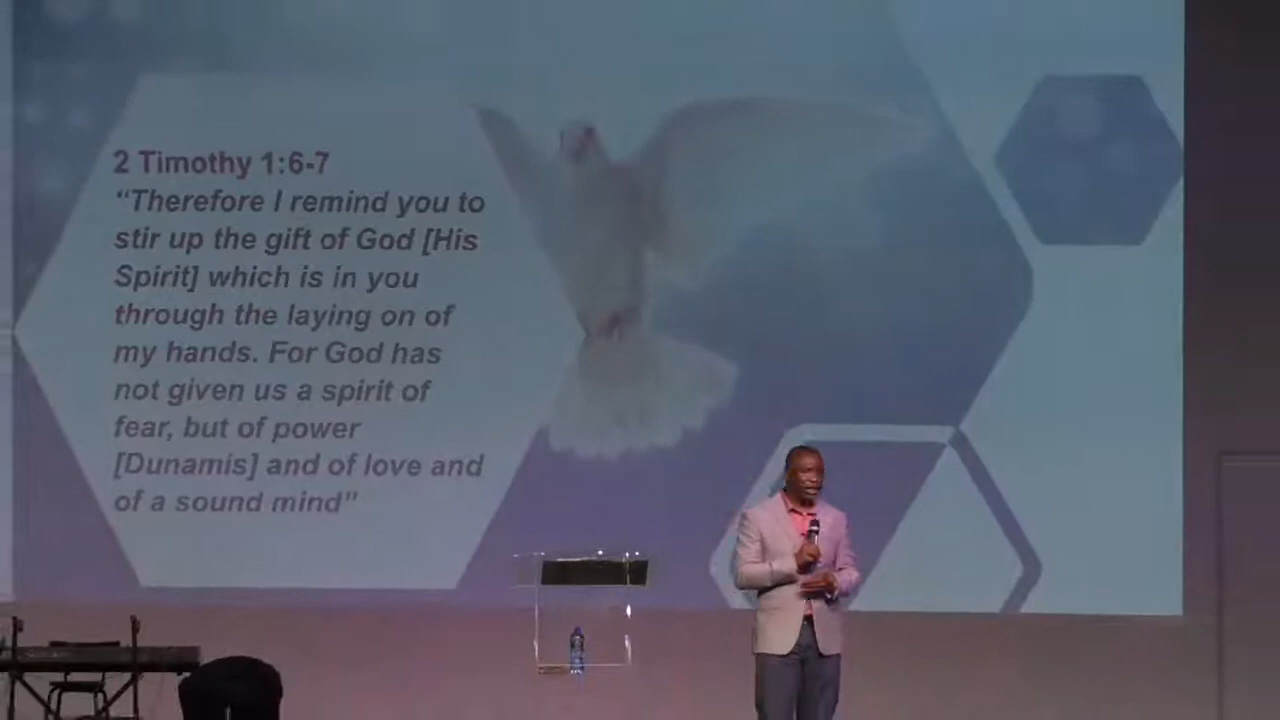 2 Timothy 1:6-7
“Therefore I remind you to
stir up the gift of God [His
Spirit] which is in you
through the laying on of
my hands. For God has
not given us a spirit of
fear, but of power
[Dunamis] and of love and
of a sound mind”